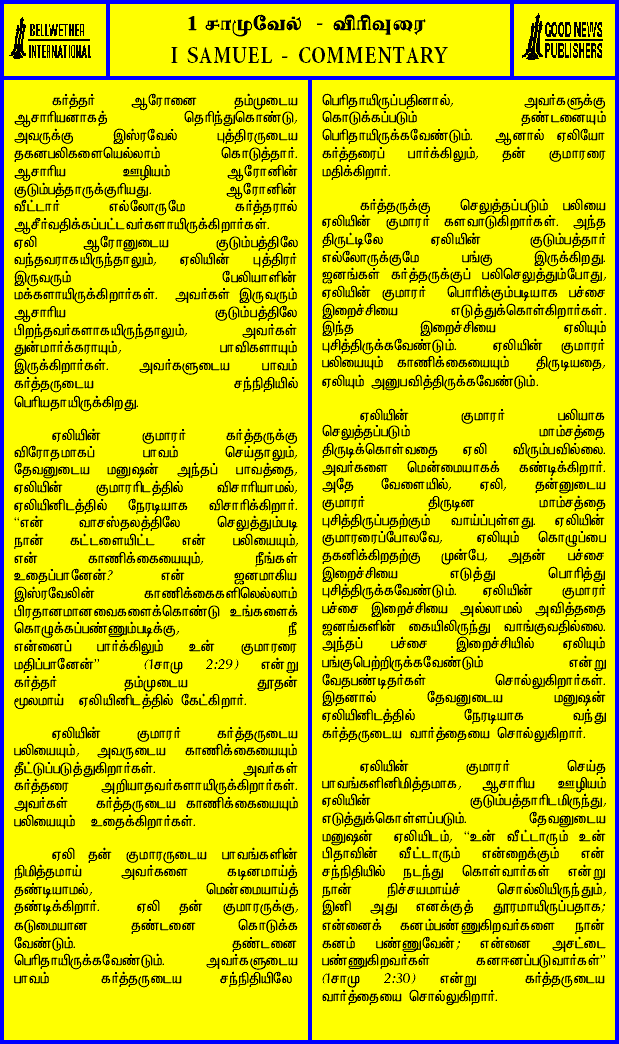 BELLWETHER
INTERNATIONAL
1 சாமுவேல் - விரிவுரை
I SAMUEL - COMMENTARY
GOOD NEWS
PUBLISHERS
கர்த்தர் ஆரோனை தம்முடைய
ஆசாரியனாகத் தெரிந்துகொண்டு,
அவருக்கு இஸ்ரவேல் புத்திரருடைய
தகனபலிகளையெல்லாம் கொடுத்தார்.
ஆசாரிய ஊழியம் ஆரோனின்
குடும்பத்தாருக்குரியது. ஆரோனின்
வீட்டார் எல்லோருமே கர்த்தரால்
ஆசீர்வதிக்கப்பட்டவர்களாயிருக்கிறார்கள்.
ஏலி ஆரோனுடைய குடும்பத்திலே
வந்தவராகயிருந்தாலும், ஏலியின் புத்திரர்
இருவரும் பேலியாளின்
மக்களாயிருக்கிறார்கள். அவர்கள் இருவரும்
ஆசாரிய குடும்பத்திலே
பிறந்தவர்களாகயிருந்தாலும், அவர்கள்
துன்மார்க்கராயும், பாவிகளாயும்
இருக்கிறார்கள். அவர்களுடைய பாவம்
கர்த்தருடைய சந்நிதியில்
பெரியதாயிருக்கிறது.
ஏலியின் குமாரர் கர்த்தருக்கு
விரோதமாகப் பாவம் செய்தாலும்,
தேவனுடைய மனுஷன் அந்தப் பாவத்தை,
ஏலியின் குமாரரிடத்தில் விசாரியாமல்,
ஏலியினிடத்தில் நேரடியாக விசாரிக்கிறார்.
“என் வாசஸ்தலத்திலே செலுத்தும்படி
நான் கட்டளையிட்ட என் பலியையும்,
என் காணிக்கையையும், நீங்கள்
உதைப்பானேன்? என் ஜனமாகிய
இஸ்ரவேலின் காணிக்கைகளிலெல்லாம்
பிரதானமானவைகளைக்கொண்டு உங்களைக்
கொழுக்கப்பண்ணும்படிக்கு, நீ
என்னைப் பார்க்கிலும் உன் குமாரரை
மதிப்பானேன்” (1சாமு 2:29) என்று
கர்த்தர் தம்முடைய தூதன்
மூலமாய் ஏலியினிடத்தில் கேட்கிறார்.
ஏலியின் குமாரர் கர்த்தருடைய
பலியையும், அவருடைய காணிக்கையையும்
தீட்டுப்படுத்துகிறார்கள். அவர்கள்
கர்த்தரை அறியாதவர்களாயிருக்கிறார்கள்.
அவர்கள் கர்த்தருடைய காணிக்கையையும்
பலியையும் உதைக்கிறார்கள்.
ஏலி தன் குமாரருடைய பாவங்களின்
நிமித்தமாய் அவர்களை கடினமாய்த்
தண்டியாமல், மென்மையாய்த்
தண்டிக்கிறார். ஏலி தன் குமாரருக்கு,
கடுமையான தண்டனை கொடுக்க
வேண்டும். தண்டனை
பெரிதாயிருக்கவேண்டும். அவர்களுடைய
பாவம் கர்த்தருடைய சந்நிதியிலே
பெரிதாயிருப்பதினால், அவர்களுக்கு
கொடுக்கப்படும் தண்டனையும்
பெரிதாயிருக்கவேண்டும். ஆனால் ஏலியோ
கர்த்தரைப் பார்க்கிலும், தன் குமாரரை
மதிக்கிறார்.
கர்த்தருக்கு செலுத்தப்படும் பலியை
ஏலியின் குமாரர் களவாடுகிறார்கள். அந்த
திருட்டிலே ஏலியின் குடும்பத்தார்
எல்லோருக்குமே பங்கு இருக்கிறது.
ஜனங்கள் கர்த்தருக்குப் பலிசெலுத்தும்போது,
ஏலியின் குமாரர் பொரிக்கும்படியாக பச்சை
இறைச்சியை எடுத்துக்கொள்கிறார்கள்.
இந்த இறைச்சியை ஏலியும்
புசித்திருக்கவேண்டும். ஏலியின் குமாரர்
பலியையும் காணிக்கையையும் திருடியதை,
ஏலியும் அனுபவித்திருக்கவேண்டும்.
ஏலியின் குமாரர் பலியாக
செலுத்தப்படும் மாம்சத்தை
திருடிக்கொள்வதை ஏலி விரும்பவில்லை.
அவர்களை மென்மையாகக் கண்டிக்கிறார்.
அதே வேளையில், ஏலி, தன்னுடைய
குமாரர் திருடின மாம்சத்தை
புசித்திருப்பதற்கும் வாய்ப்புள்ளது. ஏலியின்
குமாரரைப்போலவே, ஏலியும் கொழுப்பை
தகனிக்கிறதற்கு முன்பே, அதன் பச்சை
இறைச்சியை எடுத்து பொரித்து
புசித்திருக்கவேண்டும். ஏலியின் குமாரர்
பச்சை இறைச்சியை அல்லாமல் அவித்ததை
ஜனங்களின் கையிலிருந்து வாங்குவதில்லை.
அந்தப் பச்சை இறைச்சியில் ஏலியும்
பங்குபெற்றிருக்கவேண்டும் என்று
வேதபண்டிதர்கள் சொல்லுகிறார்கள்.
இதனால் தேவனுடைய மனுஷன்
ஏலியினிடத்தில் நேரடியாக வந்து
கர்த்தருடைய வார்த்தையை சொல்லுகிறார்.
ஏலியின் குமாரர் செய்த
பாவங்களினிமித்தமாக, ஆசாரிய ஊழியம்
ஏலியின் குடும்பத்தாரிடமிருந்து,
எடுத்துக்கொள்ளப்படும். தேவனுடைய
மனுஷன் ஏலியிடம், “உன் வீட்டாரும் உன்
பிதாவின் வீட்டாரும் என்றைக்கும் என்
சந்நிதியில் நடந்து கொள்வார்கள் என்று
நான் நிச்சயமாய்ச் சொல்லியிருந்தும்,
இனி அது எனக்குத் தூரமாயிருப்பதாக;
என்னைக் கனம்பண்ணுகிறவர்களை நான்
கனம் பண்ணுவேன்; என்னை அசட்டை
பண்ணுகிறவர்கள் கனஈனப்படுவார்கள்”
(1சாமு 2:30) என்று கர்த்தருடைய
வார்த்தையை சொல்லுகிறார்.